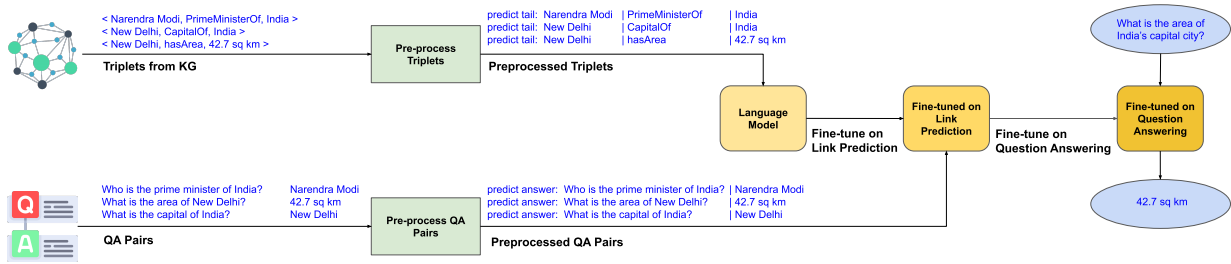 < Narendra Modi, PrimeMinisterOf, India >
< New Delhi, CapitalOf, India >
< New Delhi, hasArea, 42.7 sq km >
Triplets from KG
Pre-process
Triplets
predict tail: Narendra Modi | PrimeMinisterOf | India
predict tail: New Delhi | CapitalOf | India
predict tail: New Delhi | hasArea | 42.7 sq km
Preprocessed Triplets
What is the area of
India's capital city?
Language
Model
Fine-tune on
Link Prediction
Fine-tuned on
Link
Prediction
Fine-tune on
Question Answering
Fine-tuned on
Question
Answering
42.7 sq km
Q
A
Who is the prime minister of India? Narendra Modi
What is the area of New Delhi? 42.7 sq km
What is the capital of India? New Delhi
QA Pairs
Pre-process QA
Pairs
predict answer: Who is the prime minister of India? | Narendra Modi
predict answer: What is the area of New Delhi? | 42.7 sq km
predict answer: What is the capital of India? | New Delhi
Preprocessed QA Pairs